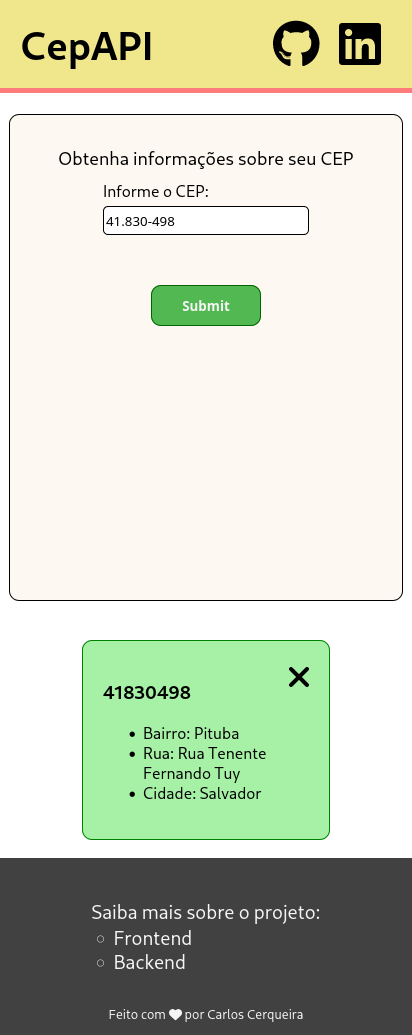 CepAPI
Obtenha informações sobre seu CEP
Informe o CEP:
41.830-498
Submit
41830498
Bairro: Pituba
Rua: Rua Tenente
Fernando Tuy
Cidade: Salvador
Saiba mais sobre o projeto:
Frontend
Backend
Feito com ❤ por Carlos Cerqueira